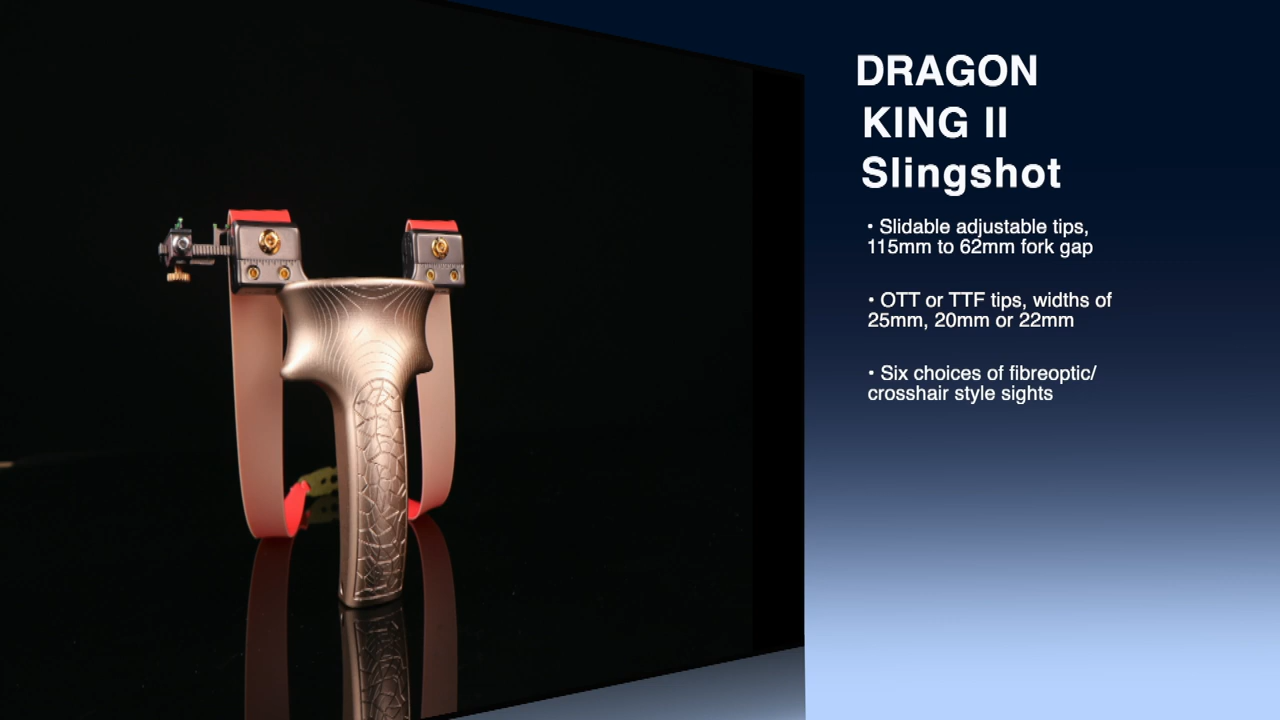 DRAGON
KING II
Slingshot
• Slidable adjustable tips,
115mm to 62mm fork gap
• OTT or TTF tips, widths of
25mm, 20mm or 22mm
• Six choices of fibreoptic/
crosshair style sights